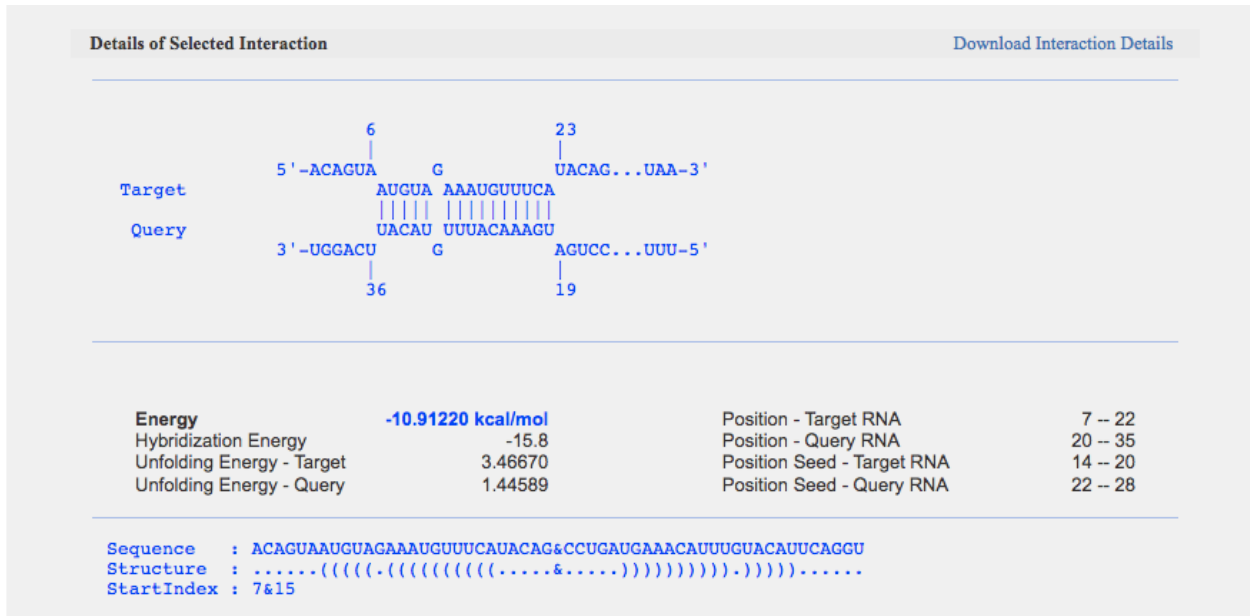 Details of Selected Interaction Download Interaction Details
6 23
| |
5'-ACAGUA G UACAG...UAA-3'
Target AUGUA AAAUGUUUCA
||||| ||||||||||
Query UACAU UUUACAAAGU
3'-UGGACU G AGUCC...UUU-5'
| |
36 19
Energy -10.91220 kcal/mol Position - Target RNA 7 -- 22
Hybridization Energy -15.8 Position - Query RNA 20 -- 35
Unfolding Energy - Target 3.46670 Position Seed - Target RNA 14 -- 20
Unfolding Energy - Query 1.44589 Position Seed - Query RNA 22 -- 28
Sequence : ACAGUAAUGUAGAAAUGUUUCAUACAG&CCUGAUGAAACAUUUGUACAUUCAGGU
Structure : ......(((((.((((((((((.....&.....)))))))))).)))))......
StartIndex : 7&15